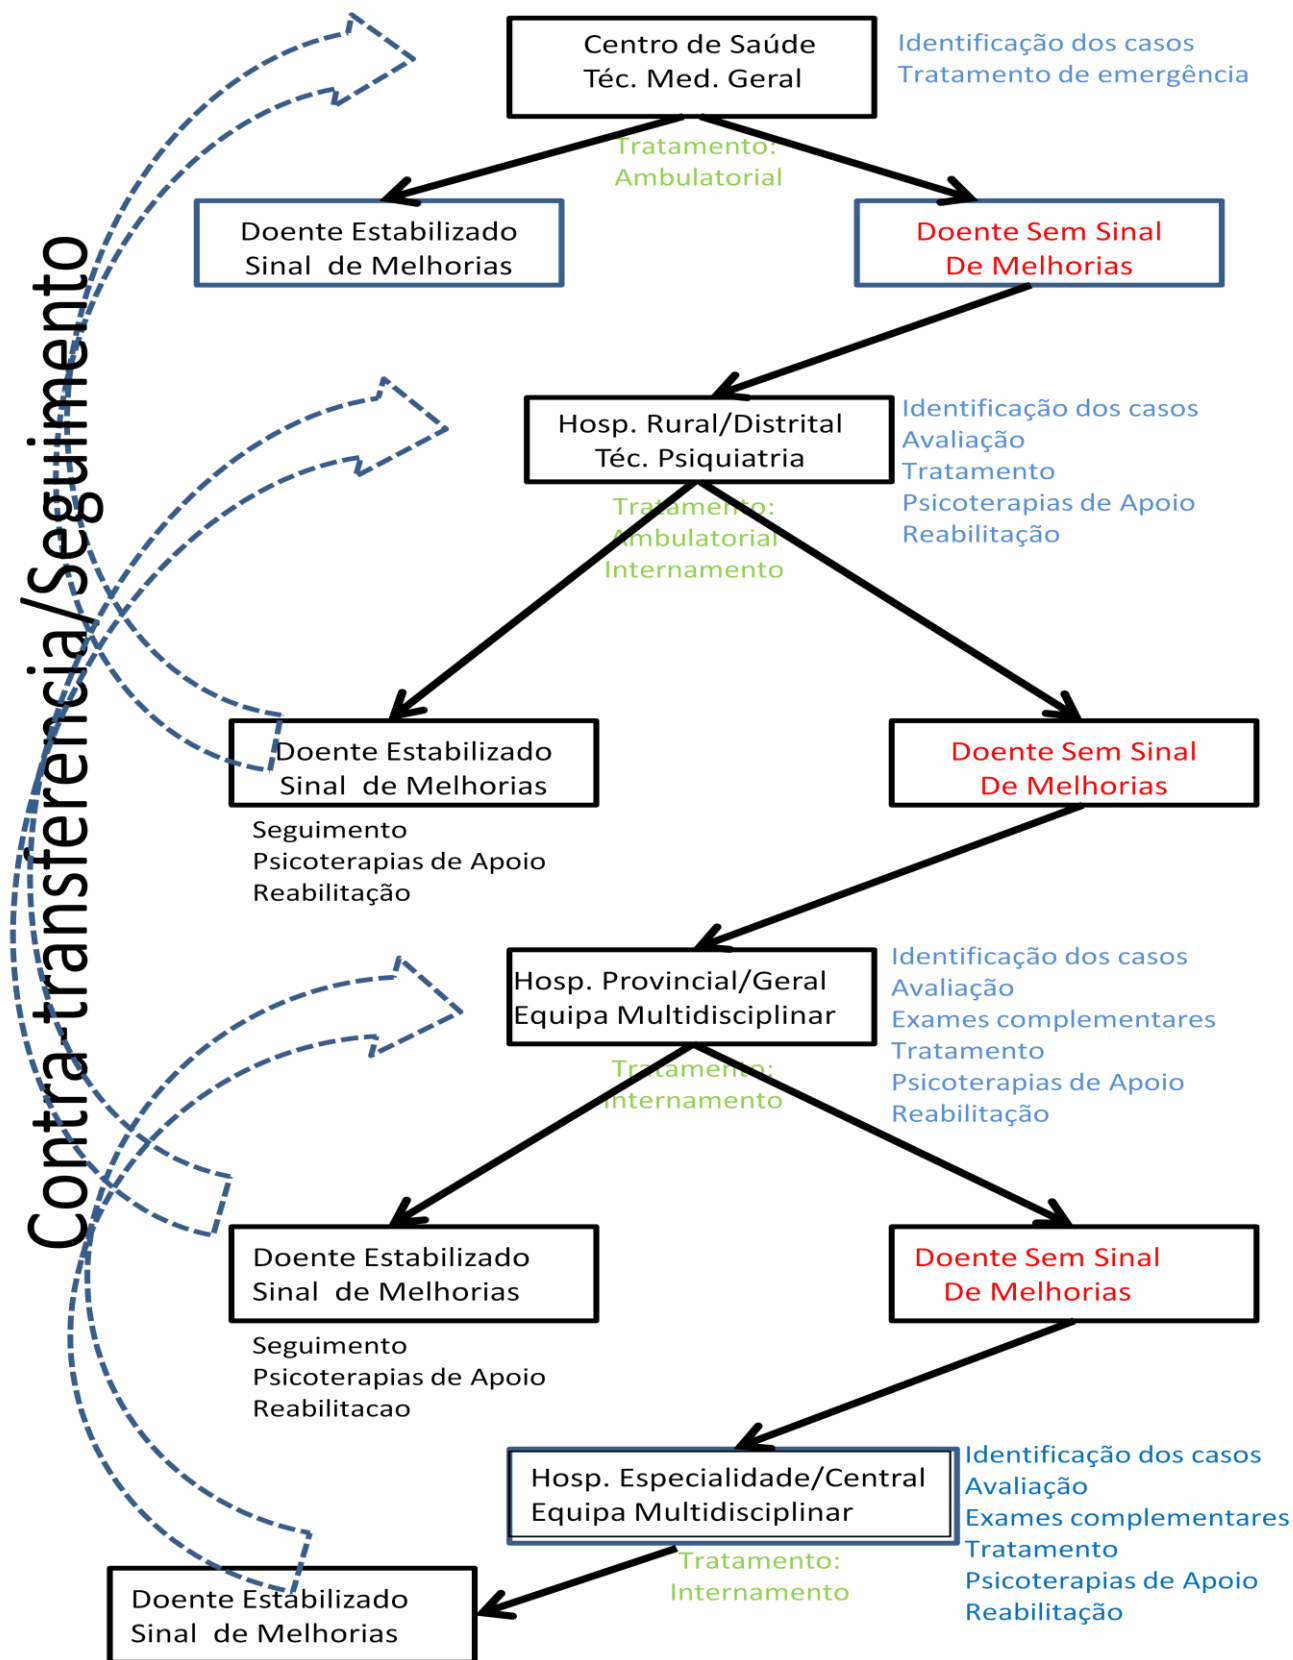 Centro de Saúde
Téc. Med. Geral
Identificação dos casos
Tratamento de emergência
Tratamento:
Ambulatorial
Doente Estabilizado
Sinal de Melhorias
Doente Sem Sinal
De Melhorias
Contra-transferencia/Seguimento
Hosp. Rural/Distrital
Téc. Psiquiatria
Identificação dos casos
Avaliação
Tratamento
Psicoterapias de Apoio
Reabilitação
Tratamento:
Ambulatorial
Internamento
Doente Estabilizado
Sinal de Melhorias
Doente Sem Sinal
De Melhorias
Seguimento
Psicoterapias de Apoio
Reabilitação
Hosp. Provincial/Geral
Equipa Multidisciplinar
Identificação dos casos
Avaliação
Exames complementares
Tratamento
Psicoterapias de Apoio
Reabilitação
Tratamento:
Internamento
Doente Estabilizado
Sinal de Melhorias
Doente Sem Sinal
De Melhorias
Seguimento
Psicoterapias de Apoio
Reabilitacao
Hosp. Especialidade/Central
Equipa Multidisciplinar
Identificação dos casos
Avaliação
Exames complementares
Tratamento
Psicoterapias de Apoio
Reabilitação
Tratamento:
Internamento
Doente Estabilizado
Sinal de Melhorias